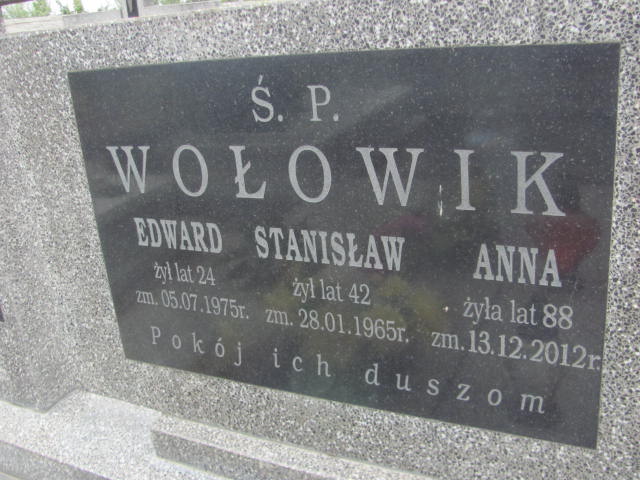 Ś. P.
WOŁOWIK
EDWARD STANISŁAW ANNA
żył lat 24 żył lat 42 żyła lat 88
zm. 05.07.1975r. zm. 28.01.1965r. zm. 13.12.2012r.
Pokój ich duszom